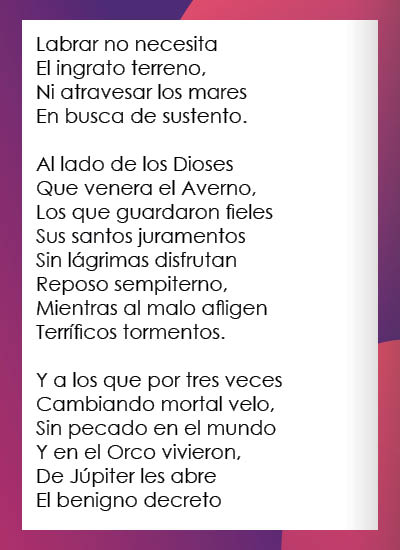 Labrar no necesita
El ingrato terreno,
Ni atravesar los mares
En busca de sustento.

Al lado de los Dioses
Que venera el Averno,
Los que guardaron fieles
Sus santos juramentos
Sin lágrimas disfrutan
Reposo sempiterno,
Mientras al malo afligen
Terríficos tormentos.

Y a los que por tres veces
Cambiando mortal velo,
Sin pecado en el mundo
Y en el Orco vivieron,
De Júpiter les abre
El benigno decreto